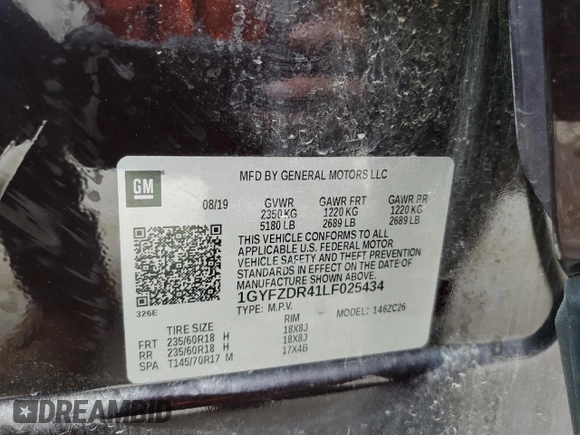 GM
MFD BY GENERAL MOTORS LLC
08/19 GVWR GAWR FRT GAWR RR
2350 KG 1220 KG 1220 KG
5180 LB 2689 LB 2689 LB
THIS VEHICLE CONFORMS TO ALL
APPLICABLE U.S. FEDERAL MOTOR
VEHICLE SAFETY AND THEFT
PREVENTION STANDARDS IN
EFFECT ON THE DATE OF
MANUFACTURE SHOWN ABOVE.
1GYFZDR41LF025434
326E TYPE: M.P.V. MODEL: 146ZC26
TIRE SIZE RIM
FRT 235/60R18 H 18X8J
RR 235/60R18 H 18X8J
SPA T145/70R17 M 17X4B
DREAMBID